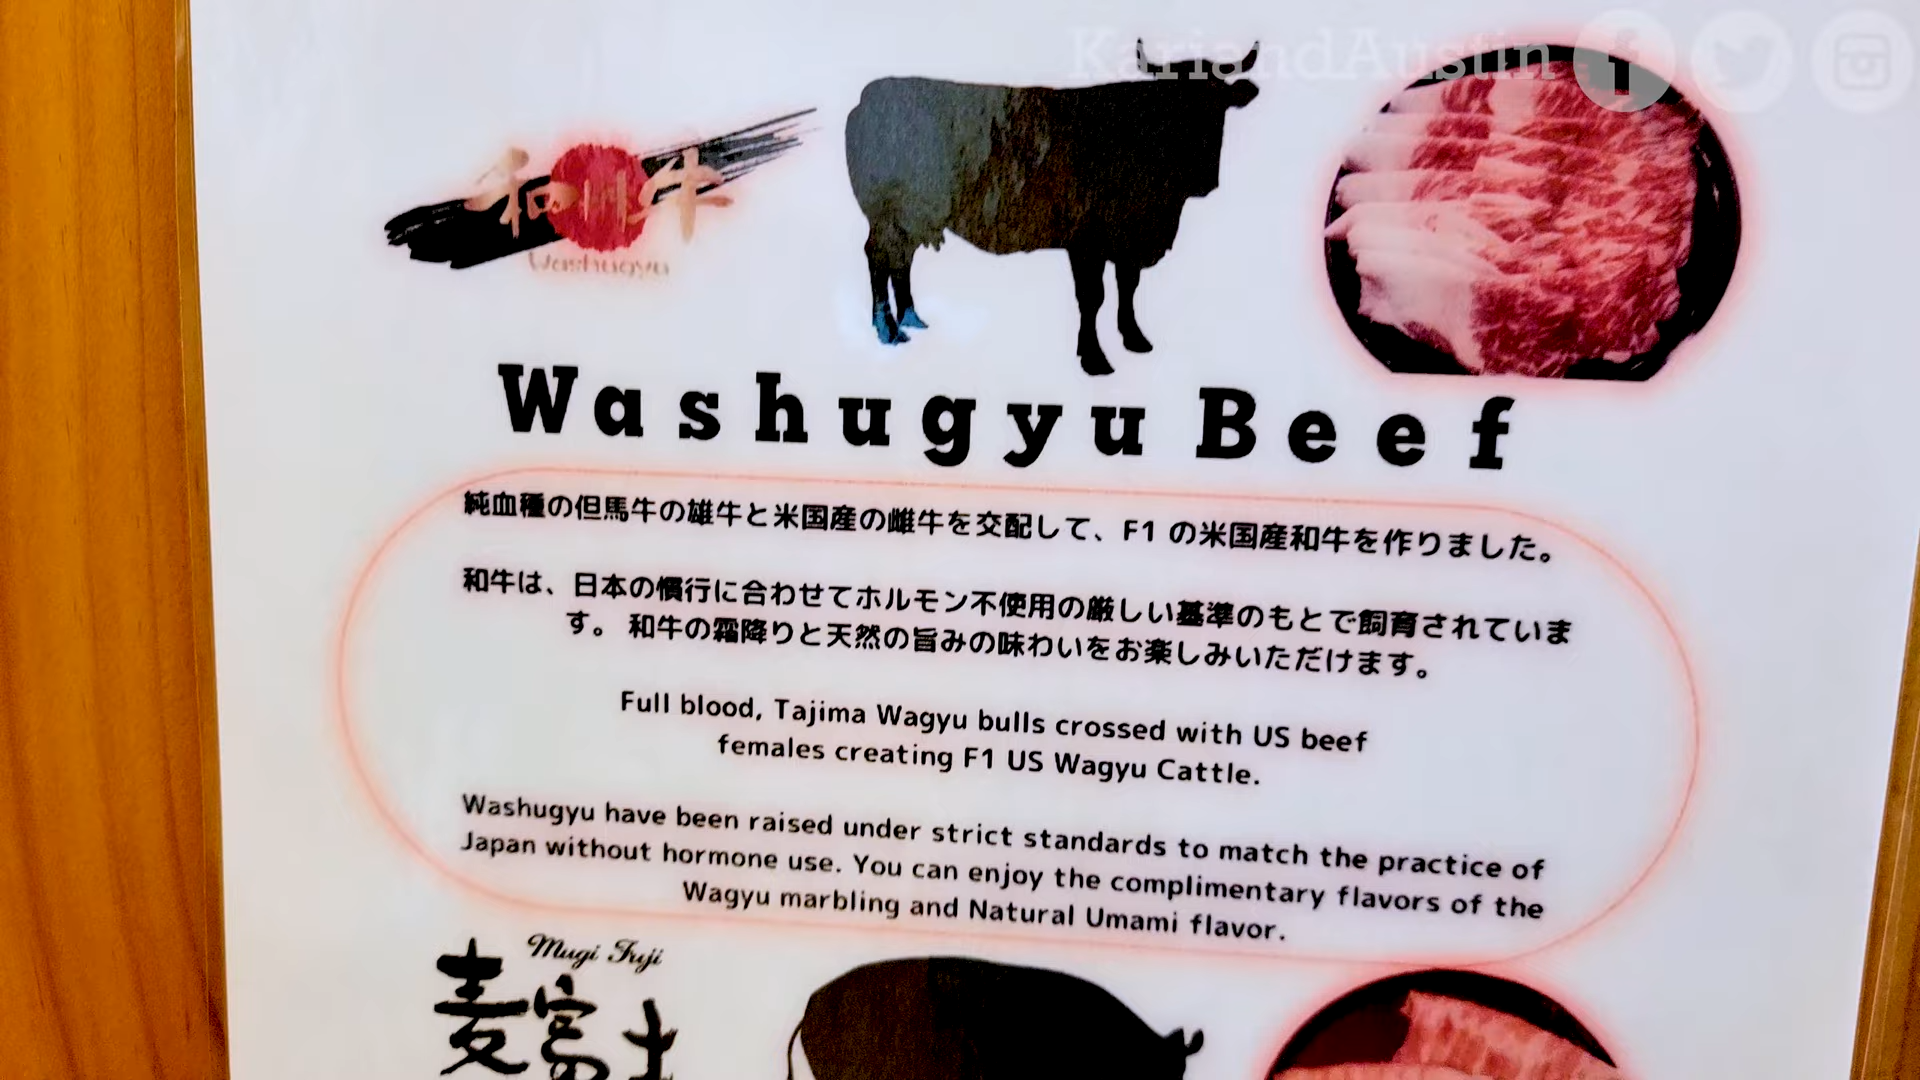 KariandAustin
和州牛
Washugyu
Washugyu Beef
純血種の但馬牛の雄牛と米国産の雌牛を交配して、F1 の米国産和牛を作りました。
和牛は、日本の慣行に合わせてホルモン不使用の厳しい基準のもとで飼育されていま
す。 和牛の霜降りと天然の旨みの味わいをお楽しみいただけます。
Full blood, Tajima Wagyu bulls crossed with US beef
females creating F1 US Wagyu Cattle.
Washugyu have been raised under strict standards to match the practice of
Japan without hormone use. You can enjoy the complimentary flavors of the
Wagyu marbling and Natural Umami flavor.
Mugi Fuji
麦富士